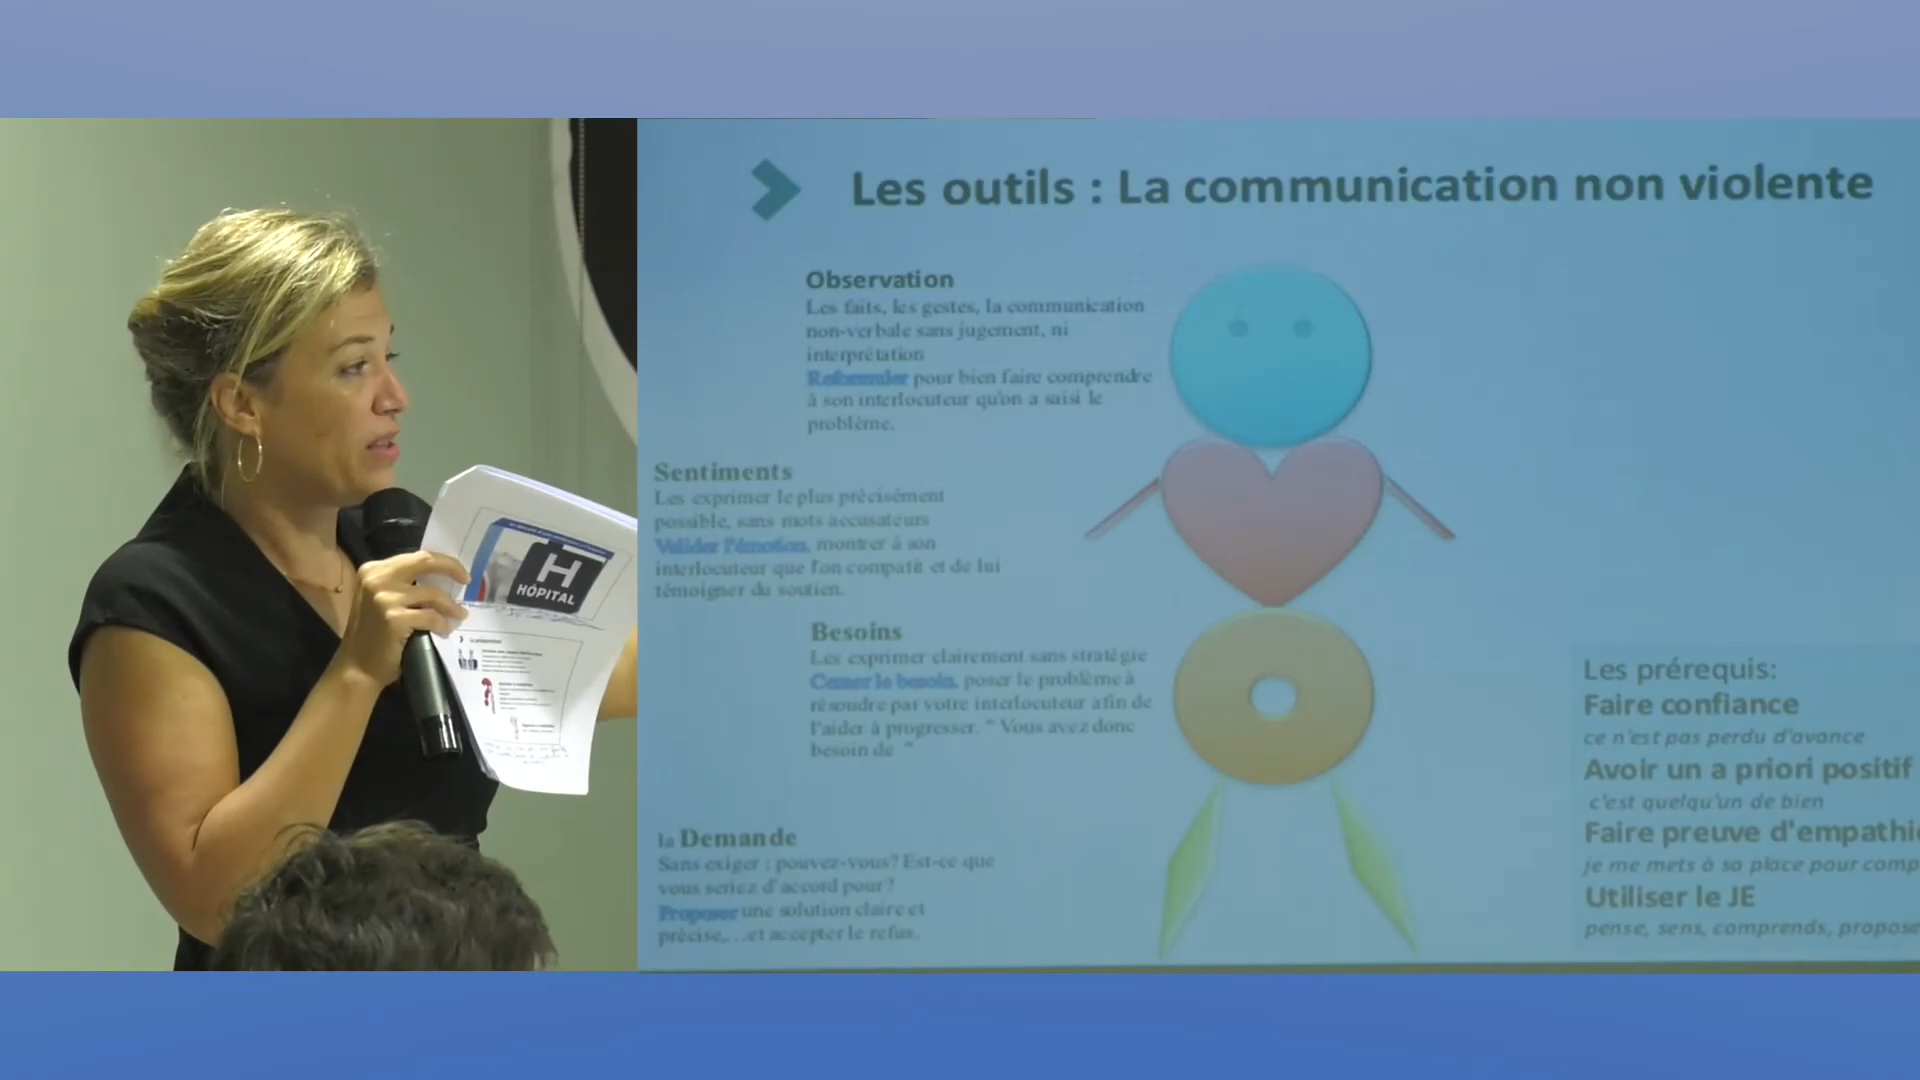 Les outils : La communication non violente
Observation
Les faits, les gestes, la communication
non-verbale sans jugement, ni
interprétation
Reformuler pour bien faire comprendre
à son interlocuteur qu'on a saisi le
problème.
Sentiments
Les exprimer le plus précisément
possible, sans mots accusateurs
Valider l'émotion, montrer à son
interlocuteur que l'on compatit et de lui
témoigner du soutien.
Besoins
Les exprimer clairement sans stratégie
Cerner le besoin, poser le problème à
résoudre par votre interlocuteur afin de
l'aider à progresser. " Vous avez donc
besoin de "
la Demande
Sans exiger : pouvez-vous? Est-ce que
vous seriez d'accord pour?
Proposer une solution claire et
précise,...et accepter le refus.
Les prérequis:
Faire confiance
ce n'est pas perdu d'avance
Avoir un a priori positif
c'est quelqu'un de bien
Faire preuve d'empathi
je me mets à sa place pour comp
Utiliser le JE
pense, sens, comprends, propose
H
HÔPITAL
La préparation